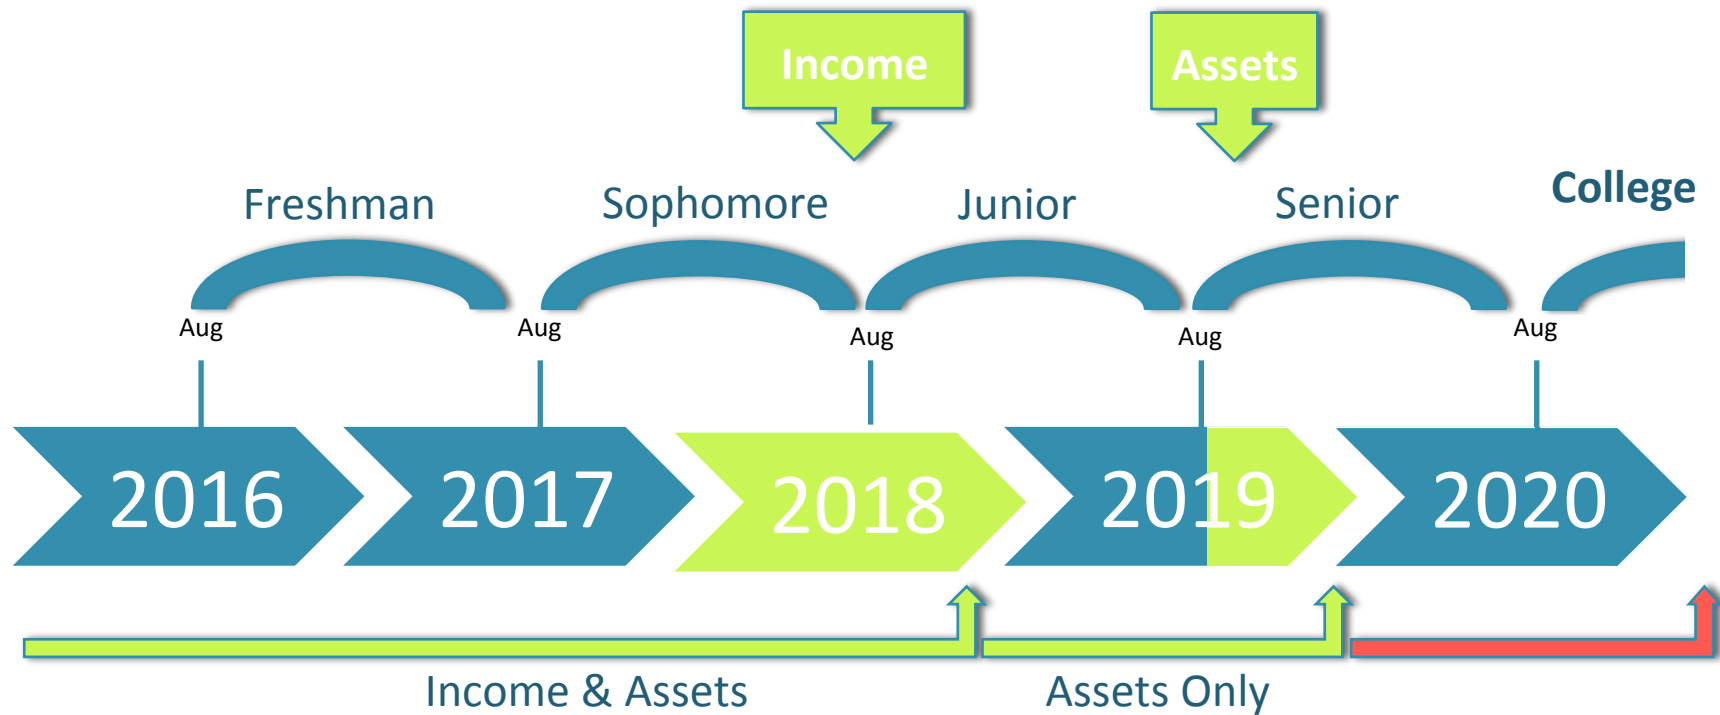 Income
Assets
Freshman
Sophomore
Junior
Senior
College
Aug
Aug
Aug
Aug
Aug
2016
2017
2018
2019
2020
Income & Assets
Assets Only